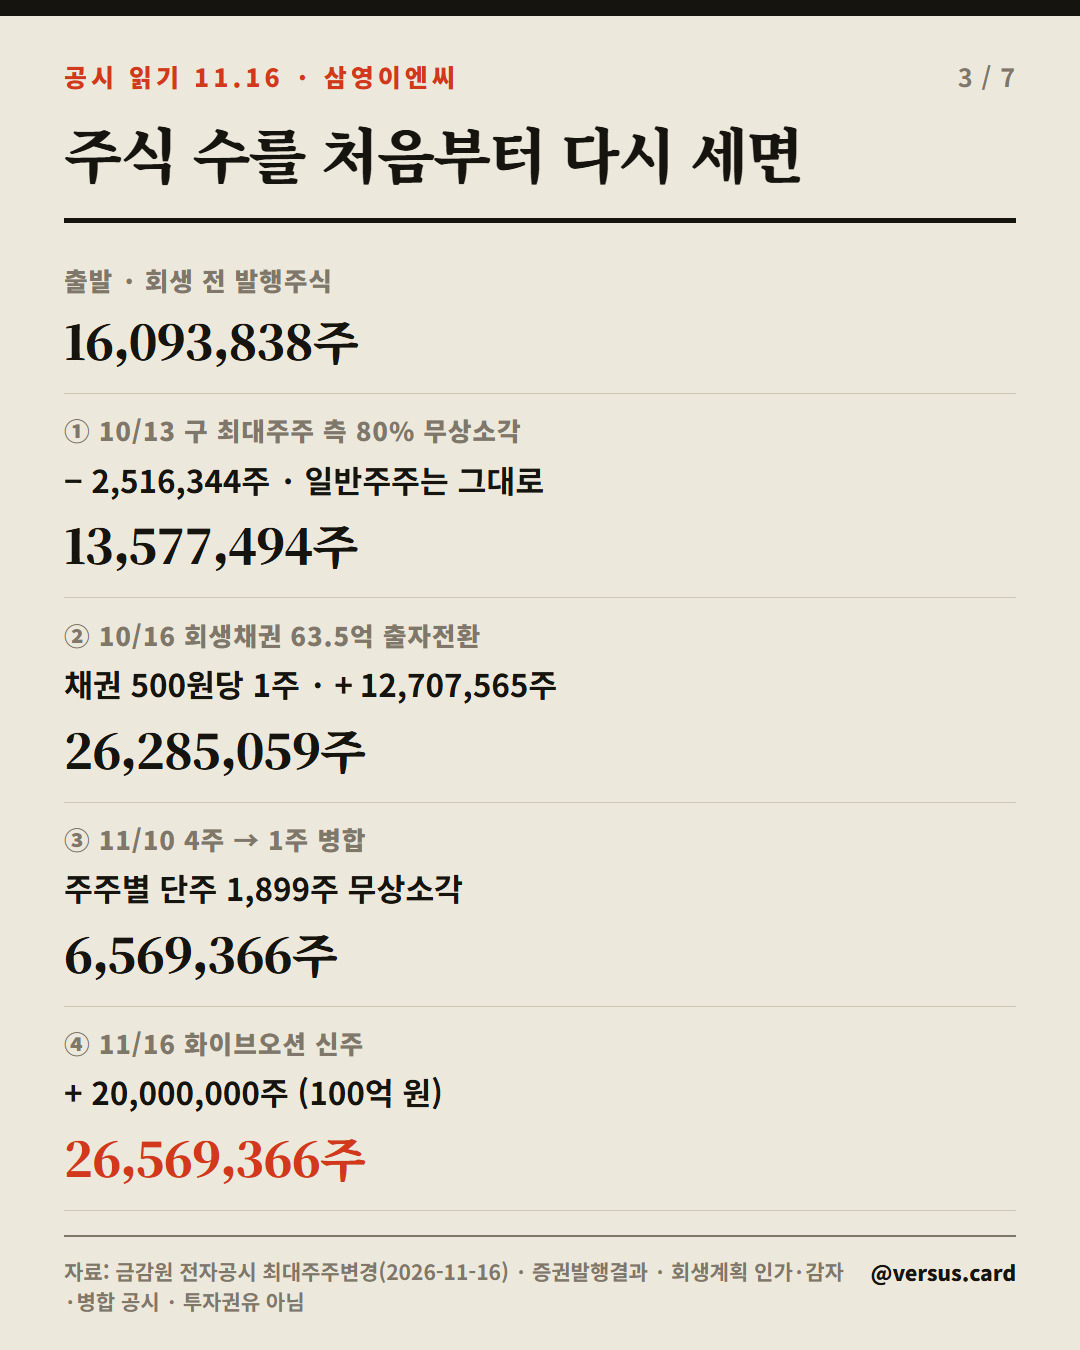 공시 읽기 11.16 · 삼영이엔씨
3 / 7
주식 수를 처음부터 다시 세면
출발 · 회생 전 발행주식
16,093,838주
① 10/13 구 최대주주 측 80% 무상소각
− 2,516,344주 · 일반주주는 그대로
13,577,494주
② 10/16 회생채권 63.5억 출자전환
채권 500원당 1주 · + 12,707,565주
26,285,059주
③ 11/10 4주 → 1주 병합
주주별 단주 1,899주 무상소각
6,569,366주
④ 11/16 화이브오션 신주
+ 20,000,000주 (100억 원)
26,569,366주
자료: 금감원 전자공시 최대주주변경(2026-11-16) · 증권발행결과 · 회생계획 인가·감자
·병합 공시 · 투자권유 아님
@versus.card